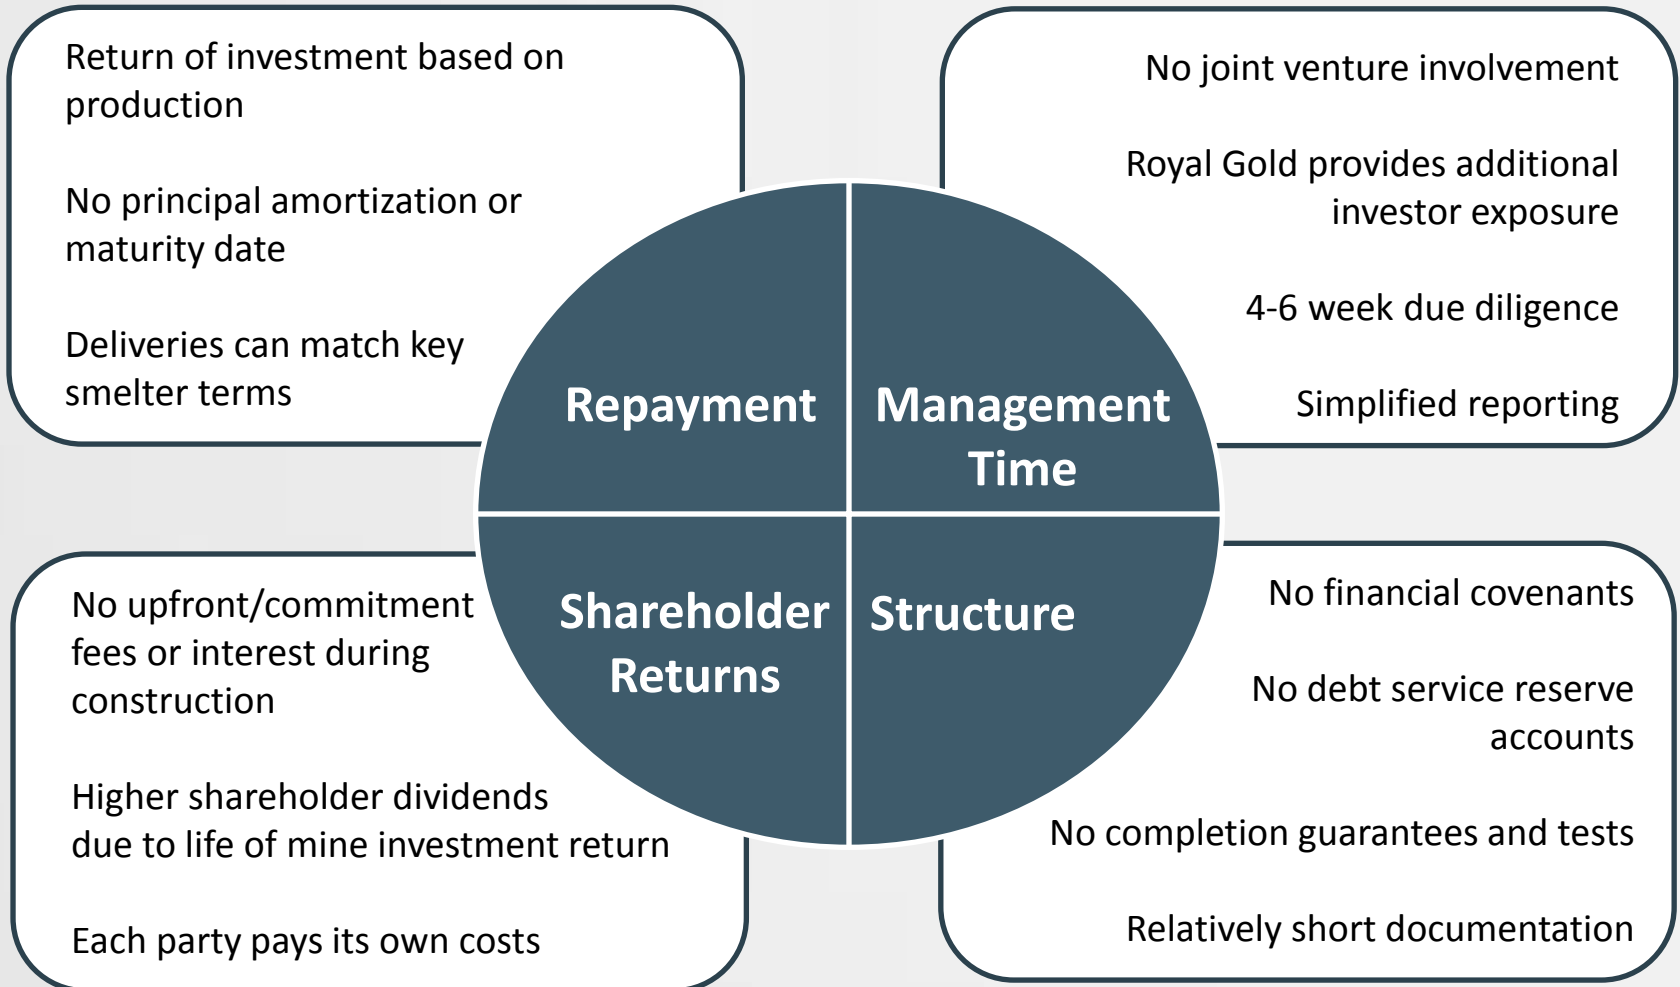 Return of investment based on
production
No principal amortization or
maturity date
Deliveries can match key
smelter terms
No joint venture involvement
Royal Gold provides additional
investor exposure
4-6 week due diligence
Simplified reporting
Repayment
Management
Time
Shareholder
Returns
Structure
No upfront/commitment
fees or interest during
construction
Higher shareholder dividends
due to life of mine investment return
Each party pays its own costs
No financial covenants
No debt service reserve
accounts
No completion guarantees and tests
Relatively short documentation